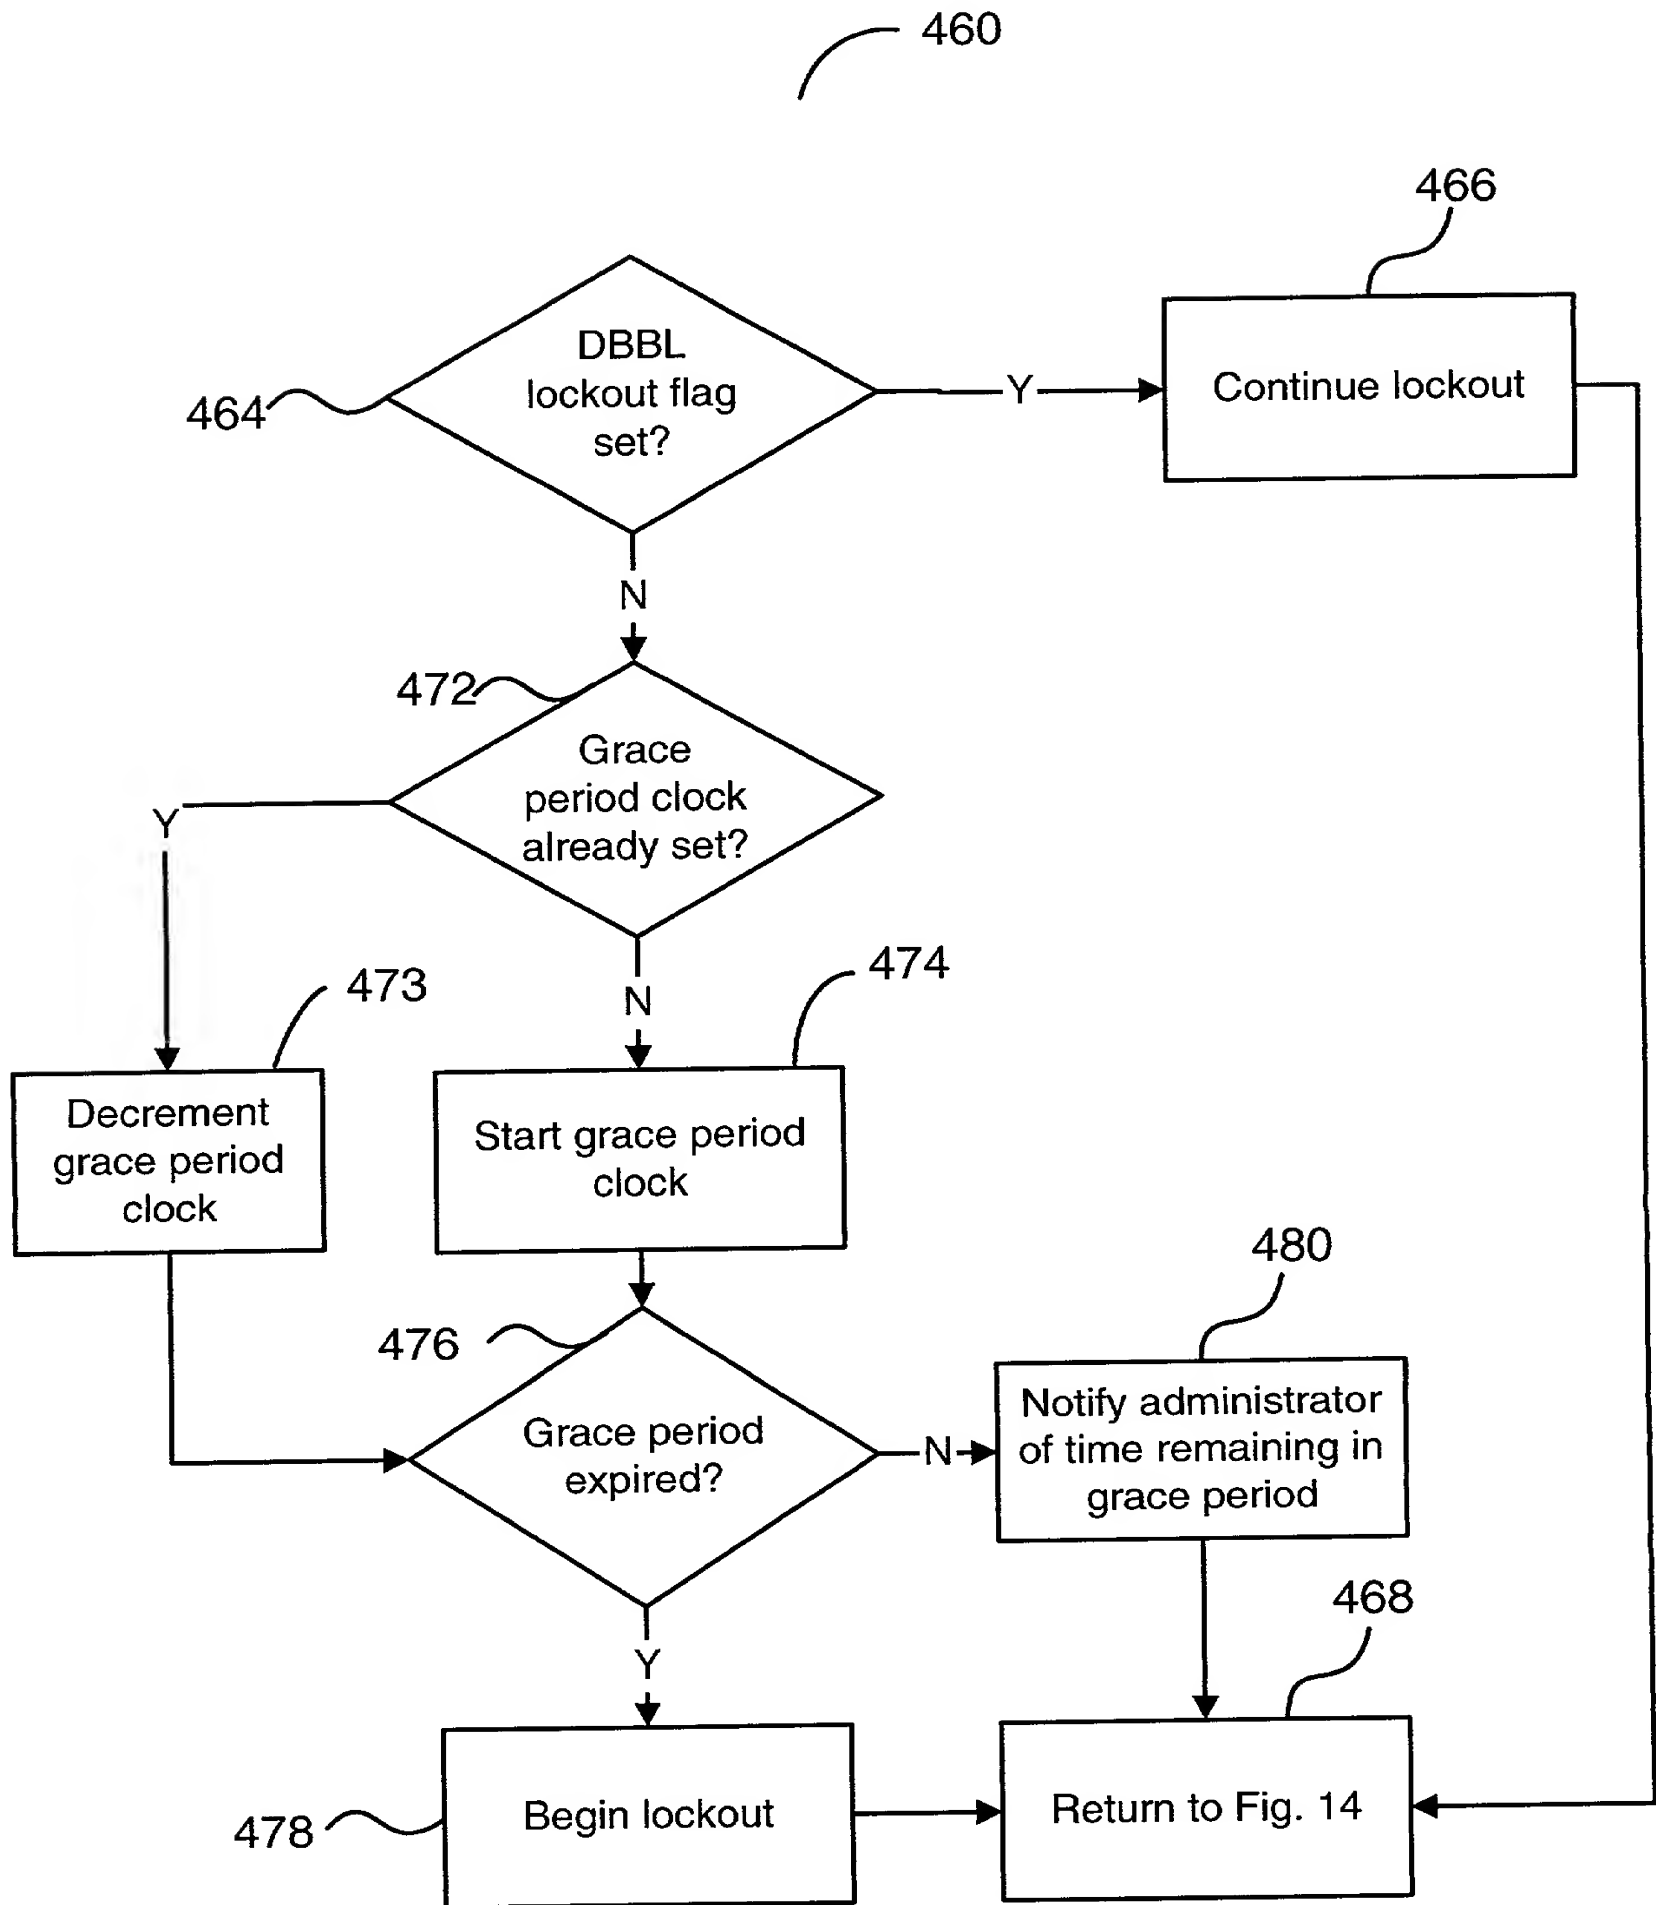 460
466
DBBL
lockout flag
set?
464
Y
Continue lockout
N
472
Grace
period clock
already set?
Y
N
473
474
Decrement
grace period
clock
Start grace period
clock
480
476
Grace period
expired?
N
Notify administrator
of time remaining in
grace period
468
Y
478
Begin lockout
Return to Fig. 14